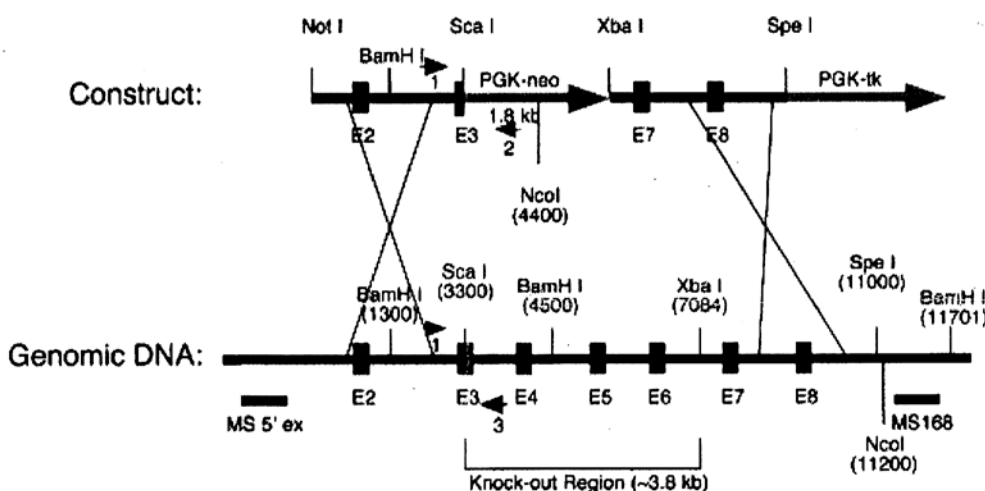 Not I
BamH I
Sca I
Xba I
Spe I
1
PGK-neo
PGK-tk
Construct:
E2
E3
1.8 kb
2
E7
E8
NcoI
(4400)
BamH I
(1300)
Sca I
(3300)
BamH I
(4500)
Xba I
(7084)
Spe I
(11000)
BamH I
(11701)
1
Genomic DNA:
E2
E3
E4
E5
E6
E7
E8
3
MS 5' ex
MS168
NcoI
(11200)
Knock-out Region (~3.8 kb)